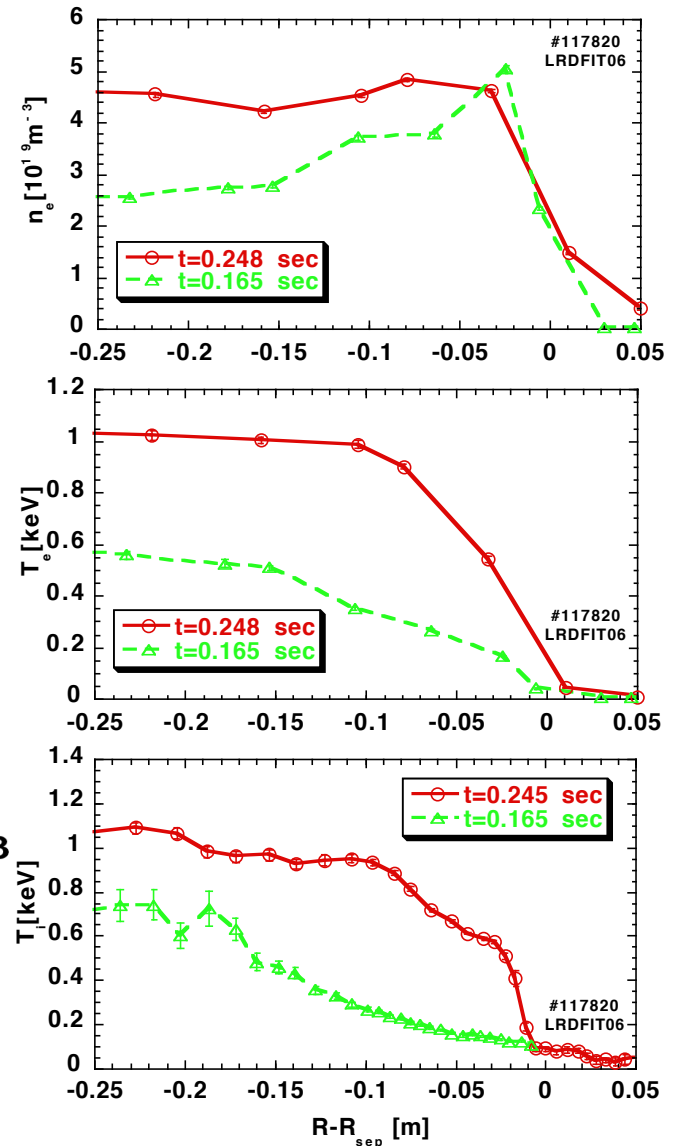 6
5
4
3
2
1
0
n_e [10^19 m^-3]
#117820
LRDFIT06
t=0.248 sec
t=0.165 sec
-0.25 -0.2 -0.15 -0.1 -0.05 0 0.05
1.2
1
0.8
0.6
0.4
0.2
0
T_e [keV]
#117820
LRDFIT06
t=0.248 sec
t=0.165 sec
-0.25 -0.2 -0.15 -0.1 -0.05 0 0.05
1.4
1.2
1
0.8
0.6
0.4
0.2
0
T_i [keV]
t=0.245 sec
t=0.165 sec
#117820
LRDFIT06
-0.25 -0.2 -0.15 -0.1 -0.05 0 0.05
R-R_sep [m]